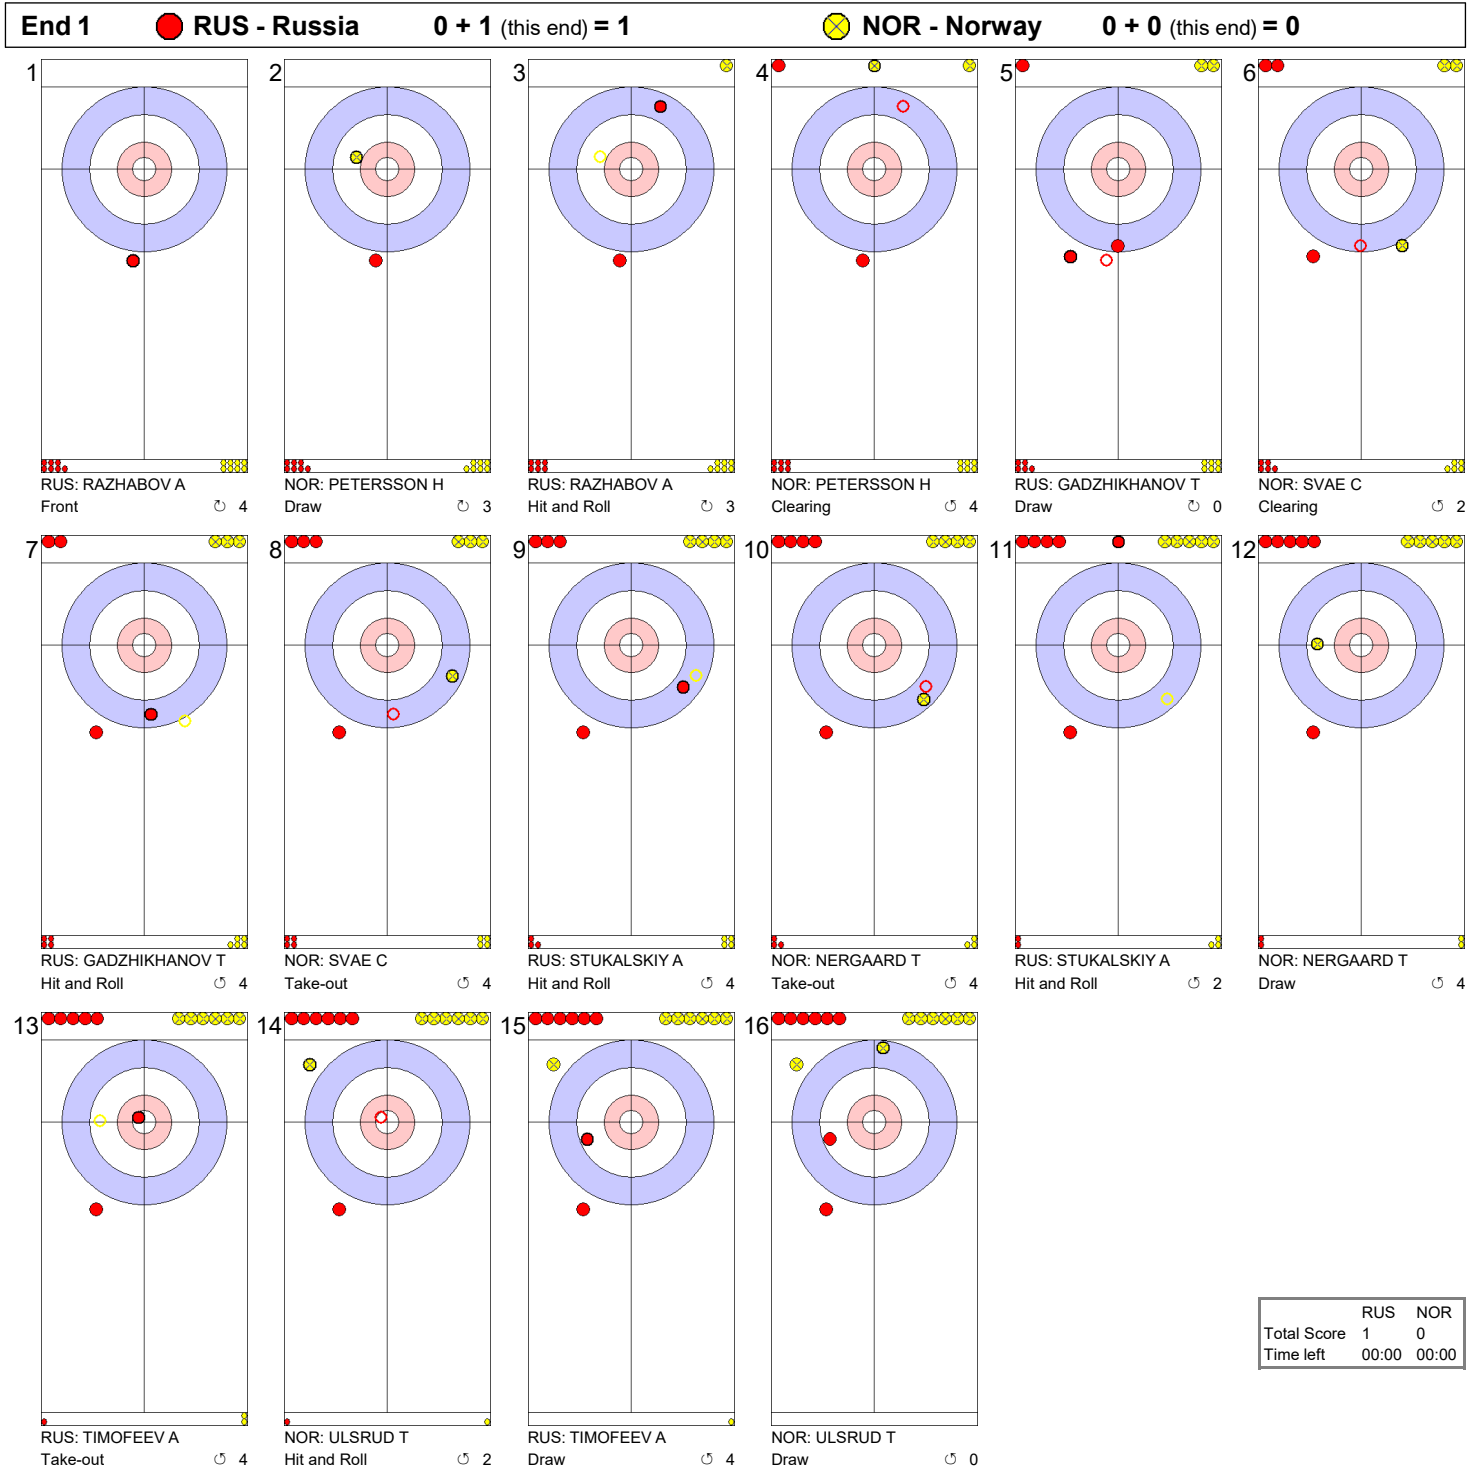 End 1 RUS - Russia 0 + 1 (this end) = 1 NOR - Norway 0 + 0 (this end) = 0
1 2 3 4 5 6
RUS: RAZHABOV A
Front ↻ 4
NOR: PETERSSON H
Draw ↻ 3
RUS: RAZHABOV A
Hit and Roll ↻ 3
NOR: PETERSSON H
Clearing ↺ 4
RUS: GADZHIKHANOV T
Draw ↻ 0
NOR: SVAE C
Clearing ↺ 2
7 8 9 10 11 12
RUS: GADZHIKHANOV T
Hit and Roll ↺ 4
NOR: SVAE C
Take-out ↺ 4
RUS: STUKALSKIY A
Hit and Roll ↺ 4
NOR: NERGAARD T
Take-out ↺ 4
RUS: STUKALSKIY A
Hit and Roll ↺ 2
NOR: NERGAARD T
Draw ↺ 4
13 14 15 16
RUS: TIMOFEEV A
Take-out ↺ 4
NOR: ULSRUD T
Hit and Roll ↺ 2
RUS: TIMOFEEV A
Draw ↺ 4
NOR: ULSRUD T
Draw ↺ 0
RUS NOR
Total Score 1 0
Time left 00:00 00:00